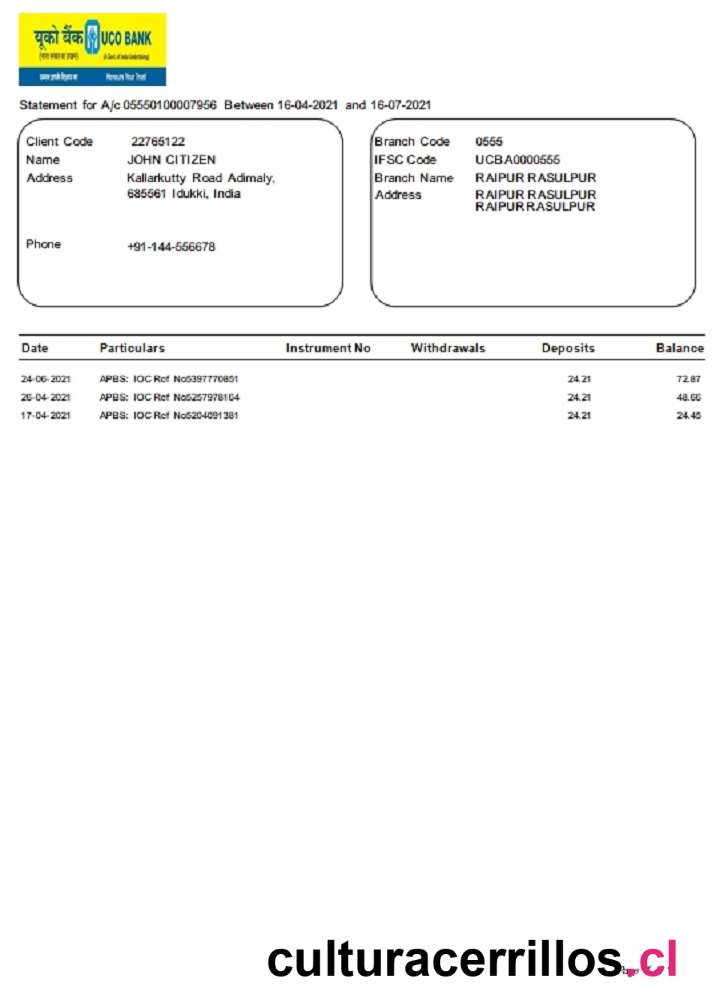 यूको बैंक UCO BANK
(A Govt. of India Undertaking)
Honours Your Trust
Statement for A/c 05550100007956 Between 16-04-2021 and 16-07-2021
Client Code 22765122
Name JOHN CITIZEN
Address Kallarkutty Road Adimaly,
685561 Idukki, India
Phone +91-144-556678
Branch Code 0555
IFSC Code UCBA0000555
Branch Name RAIPUR RASULPUR
Address RAIPUR RASULPUR
RAIPUR RASULPUR
Date Particulars Instrument No Withdrawals Deposits Balance
24-06-2021 APBS: IOC Ref No5397770851 24.21 72.87
26-04-2021 APBS: IOC Ref No5257978164 24.21 48.66
17-04-2021 APBS: IOC Ref No5204091381 24.21 24.45
culturacerrillos.cl